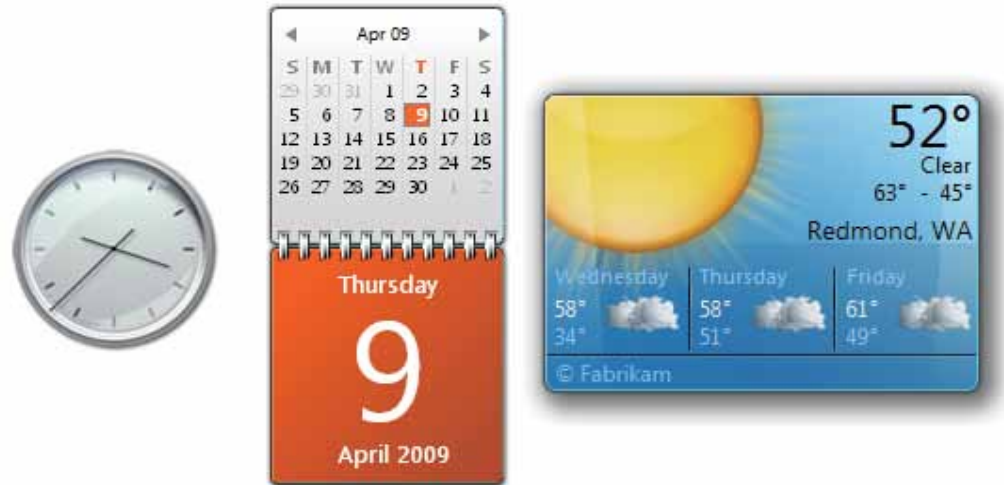 Apr 09
S M T W T F S
29 30 31 1 2 3 4
5 6 7 8 9 10 11
12 13 14 15 16 17 18
19 20 21 22 23 24 25
26 27 28 29 30 1 2
Thursday
9
April 2009
52°
Clear
63° - 45°
Redmond, WA
Wednesday Thursday Friday
58° 58° 61°
34° 51° 49°
© Fabrikam